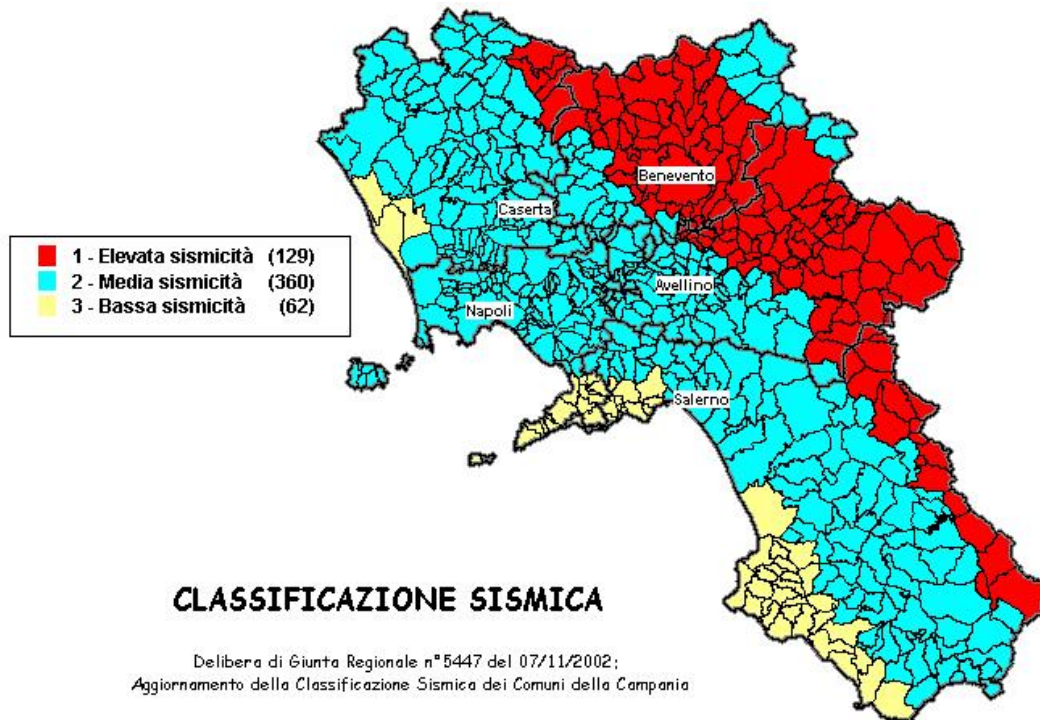 Benevento
Caserta
1 - Elevata sismicità (129)
2 - Media sismicità (360)
3 - Bassa sismicità (62)
Avellino
Napoli
Salerno
CLASSIFICAZIONE SISMICA
Delibera di Giunta Regionale n°5447 del 07/11/2002;
Aggiornamento della Classificazione Sismica dei Comuni della Campania